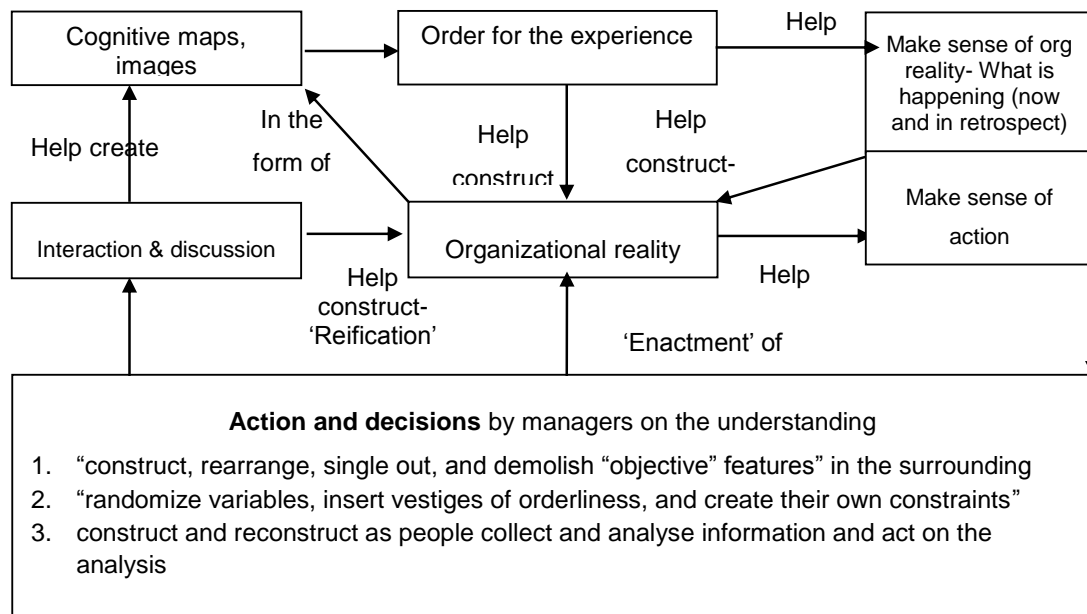 Cognitive maps,
images
Order for the experience
Help
Make sense of org
reality- What is
happening (now
and in retrospect)
Help create
In the
form of
Help
construct
Help
construct-
Make sense of
action
Interaction & discussion
Organizational reality
Help
construct-
‘Reification’
Help
‘Enactment’ of
Action and decisions by managers on the understanding
1. “construct, rearrange, single out, and demolish “objective” features” in the surrounding
2. “randomize variables, insert vestiges of orderliness, and create their own constraints”
3. construct and reconstruct as people collect and analyse information and act on the
analysis